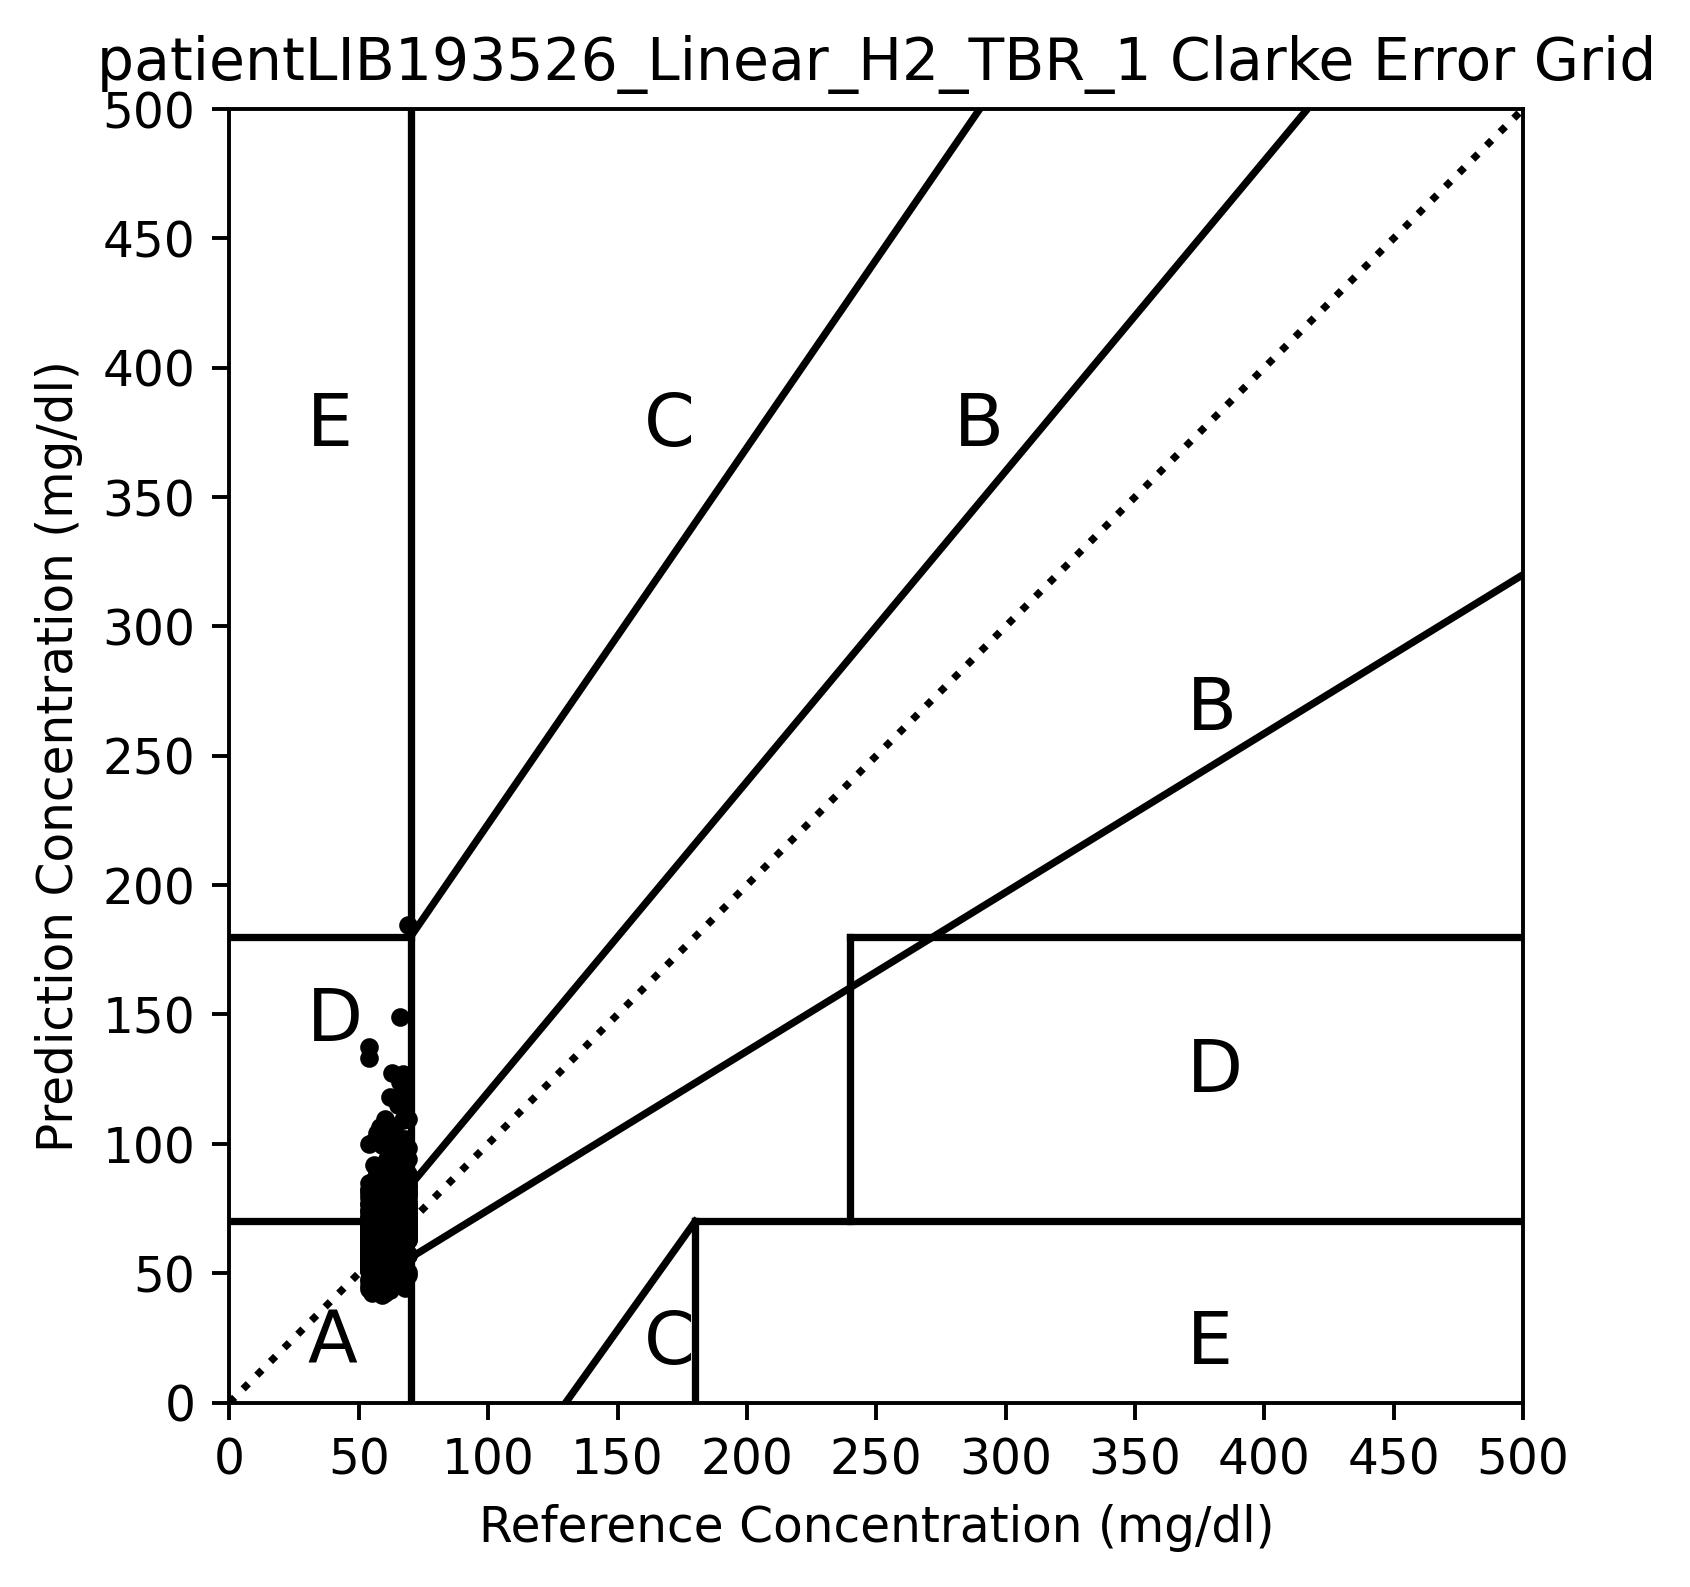 patientLIB193526_Linear_H2_TBR_1 Clarke Error Grid
500
450
400
350
300
250
200
150
100
50
0
Prediction Concentration (mg/dl)
E
C
B
B
D
D
A
C
E
0 50 100 150 200 250 300 350 400 450 500
Reference Concentration (mg/dl)